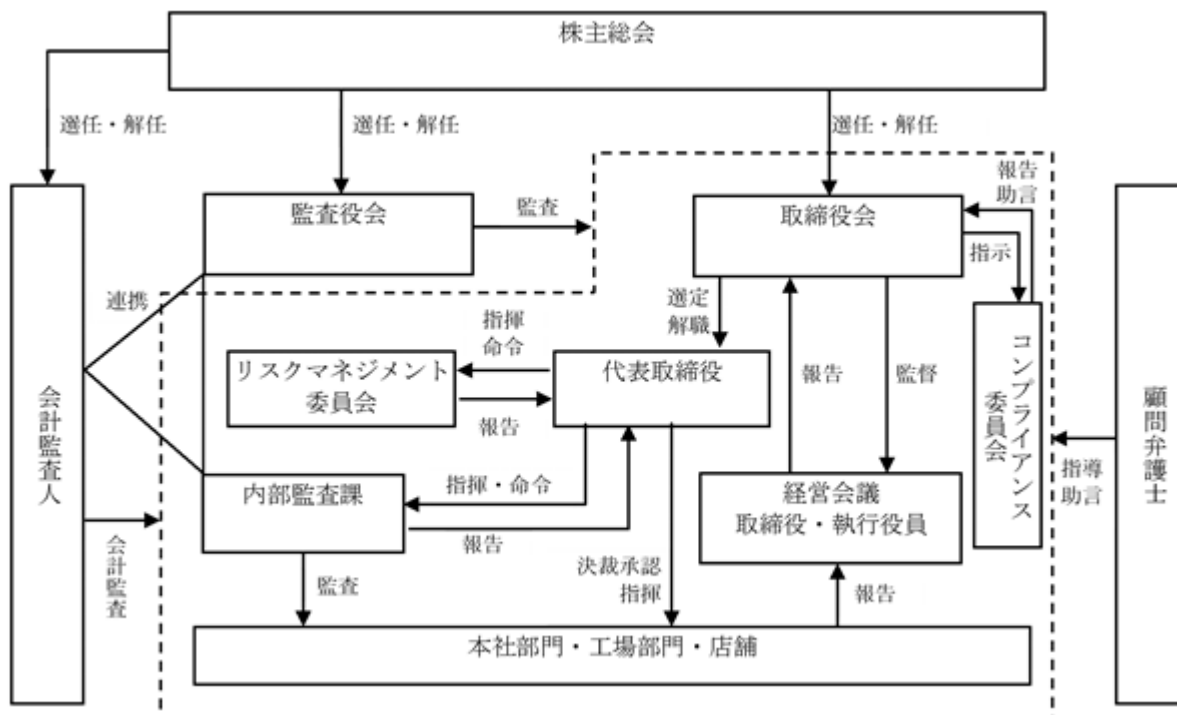 株主総会
選任・解任
選任・解任
選任・解任
監査役会
監査
取締役会
報告
助言
指示
連携
選定
解職
指揮
命令
リスクマネジメント
委員会
代表取締役
報告
報告
監督
コンプライアンス
委員会
会計監査人
顧問弁護士
指導
助言
内部監査課
指揮・命令
報告
経営会議
取締役・執行役員
会計監査
監査
決裁承認
指揮
報告
本社部門・工場部門・店舗